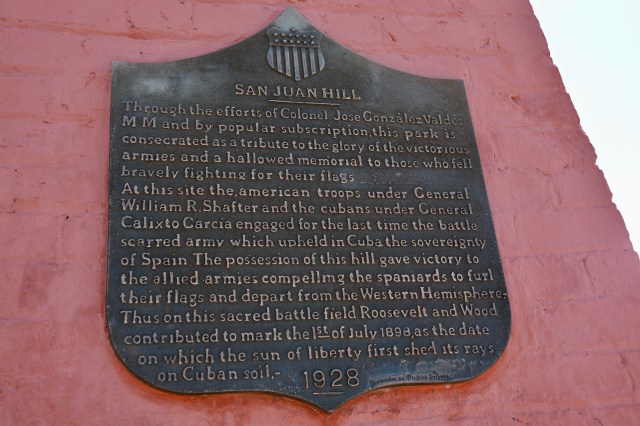 SAN JUAN HILL
Through the efforts of Colonel Jose González Valdés
M M and by popular subscription, this park is
consecrated as a tribute to the glory of the victorious
armies and a hallowed memorial to those who fell
bravely fighting for their flags
At this site the, american troops under General
William R. Shafter and the cubans under General
Calixto Garcia engaged for the last time the battle
scarred army which upheld in Cuba the sovereignty
of Spain The possession of this hill gave victory to
the allied armies compelling the spaniards to furl
their flags and depart from the Western Hemisphere.-
Thus on this sacred battle field Roosevelt and Wood
contributed to mark the 1st of July 1898, as the date
on which the sun of liberty first shed its rays
on Cuban soil.-
1928